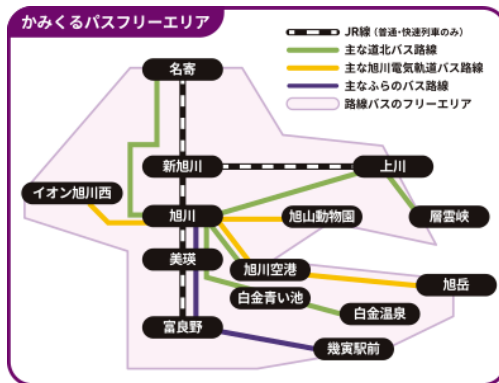 かみくるパスフリーエリア
JR線（普通・快速列車のみ）
主な道北バス路線
主な旭川電気軌道バス路線
主なふらのバス路線
路線バスのフリーエリア
名寄
新旭川
上川
イオン旭川西
旭川
旭山動物園
層雲峡
美瑛
旭川空港
旭岳
白金青い池
白金温泉
富良野
幾寅駅前